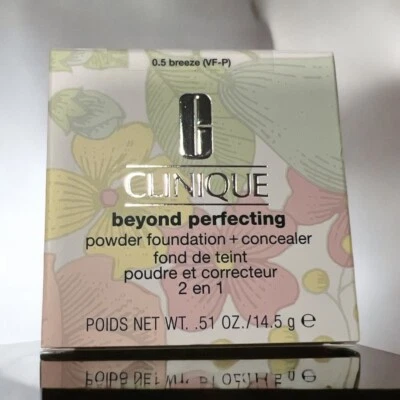 0.5 breeze (VF-P)
C
CLINIQUE
beyond perfecting
powder foundation + concealer
fond de teint
poudre et correcteur
2 en 1
POIDS NET WT. .51 OZ./14.5 g ℮